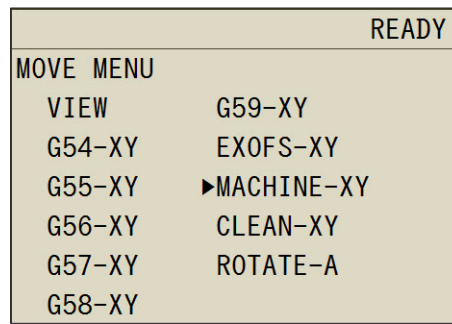 READY
MOVE MENU
VIEW G59-XY
G54-XY EXOFS-XY
G55-XY ▶MACHINE-XY
G56-XY CLEAN-XY
G57-XY ROTATE-A
G58-XY